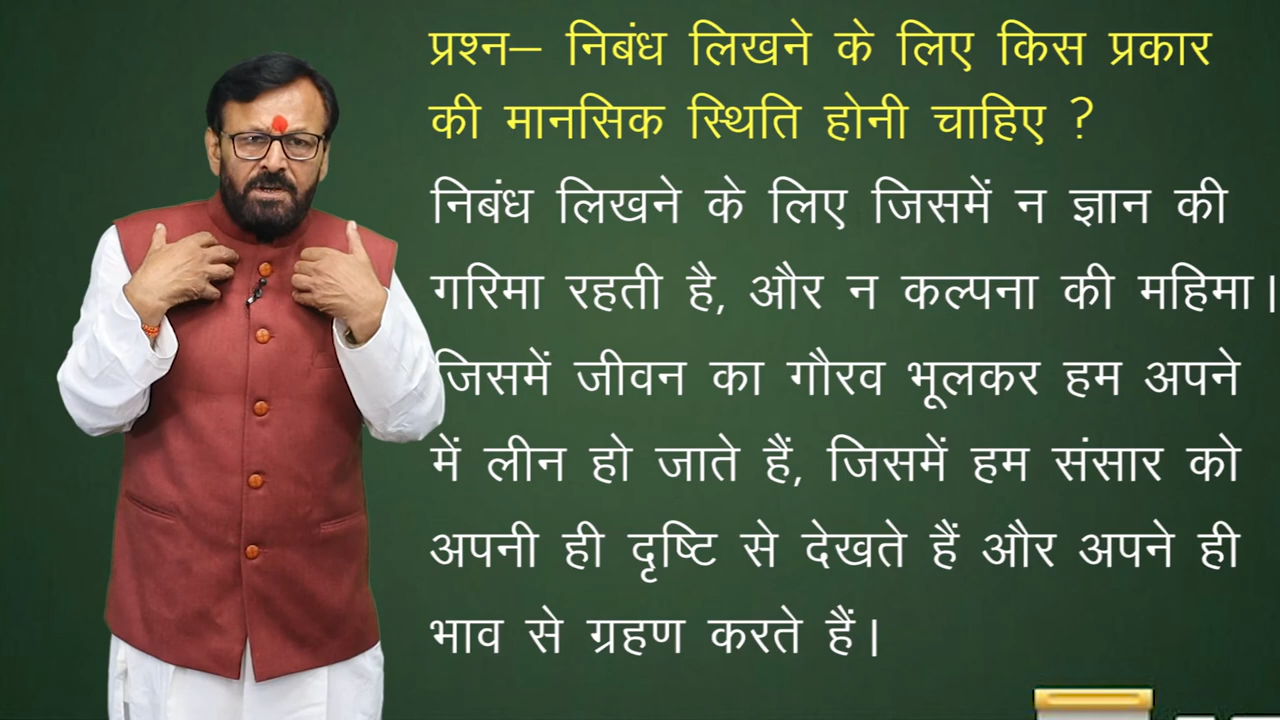 प्रश्न– निबंध लिखने के लिए किस प्रकार
की मानसिक स्थिति होनी चाहिए ?
निबंध लिखने के लिए जिसमें न ज्ञान की
गरिमा रहती है, और न कल्पना की महिमा।
जिसमें जीवन का गौरव भूलकर हम अपने
में लीन हो जाते हैं, जिसमें हम संसार को
अपनी ही दृष्टि से देखते हैं और अपने ही
भाव से ग्रहण करते हैं।